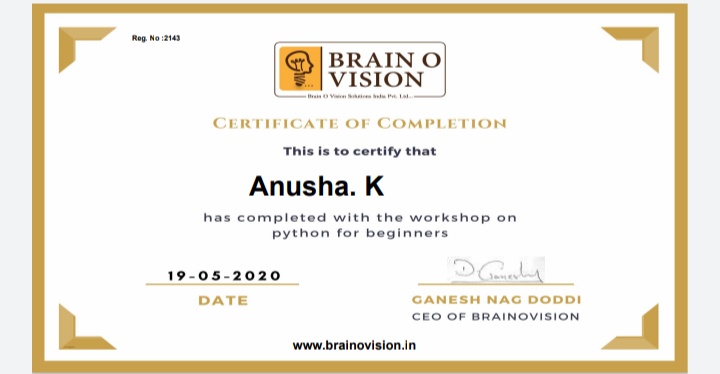 Reg. No :2143
BRAIN O
VISION
Brain O Vision Solutions India Pvt. Ltd...
CERTIFICATE OF COMPLETION
This is to certify that
Anusha. K
has completed with the workshop on
python for beginners
19-05-2020
DATE
D Ganesh
GANESH NAG DODDI
CEO OF BRAINOVISION
www.brainovision.in